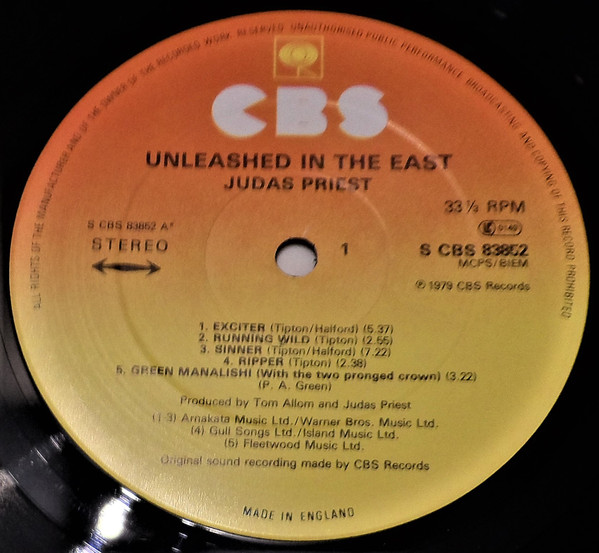 ALL RIGHTS OF THE MANUFACTURER AND OF THE OWNER OF THE RECORDED WORK RESERVED. UNAUTHORISED PUBLIC PERFORMANCE, BROADCASTING AND COPYING OF THIS RECORD PROHIBITED
CBS
UNLEASHED IN THE EAST
JUDAS PRIEST
33⅓ RPM
S CBS 83852 A*
STEREO
1
S CBS 83852
MCPS/BIEM
℗ 1979 CBS Records
1. EXCITER (Tipton/Halford) (5.37)
2. RUNNING WILD (Tipton) (2.55)
3. SINNER (Tipton/Halford) (7.22)
4. RIPPER (Tipton) (2.38)
5. GREEN MANALISHI (With the two pronged crown) (3.22)
(P. A. Green)
Produced by Tom Allom and Judas Priest
(1 3) Arnakata Music Ltd./Warner Bros. Music Ltd.
(4) Gull Songs Ltd./Island Music Ltd.
(5) Fleetwood Music Ltd.
Original sound recording made by CBS Records
MADE IN ENGLAND